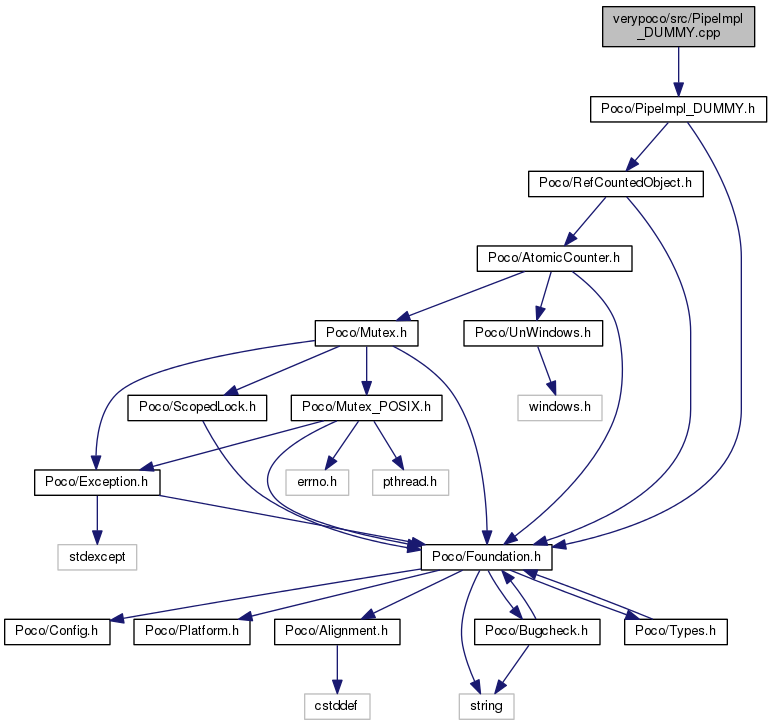 verypoco/src/PipeImpl
_DUMMY.cpp
Poco/PipeImpl_DUMMY.h
Poco/RefCountedObject.h
Poco/AtomicCounter.h
Poco/Mutex.h
Poco/UnWindows.h
Poco/ScopedLock.h
Poco/Mutex_POSIX.h
windows.h
Poco/Exception.h
errno.h
pthread.h
stdexcept
Poco/Foundation.h
Poco/Config.h
Poco/Platform.h
Poco/Alignment.h
Poco/Bugcheck.h
Poco/Types.h
cstddef
string